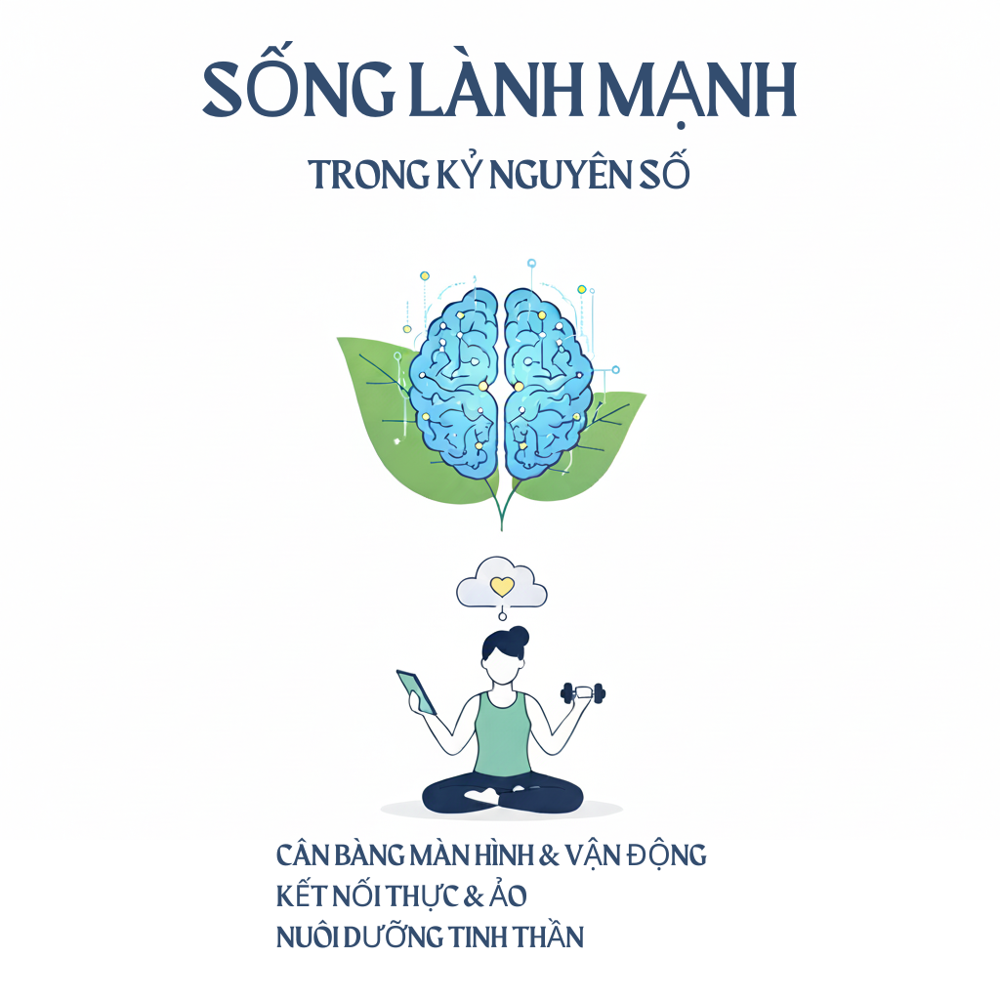 SỐNG LÀNH MẠNH
TRONG KỶ NGUYÊN SỐ
CÂN BÀNG MÀN HÌNH & VẬN ĐỘNG
KẾT NỐI THỰC & ẢO
NUÔI DƯỠNG TINH THẦN